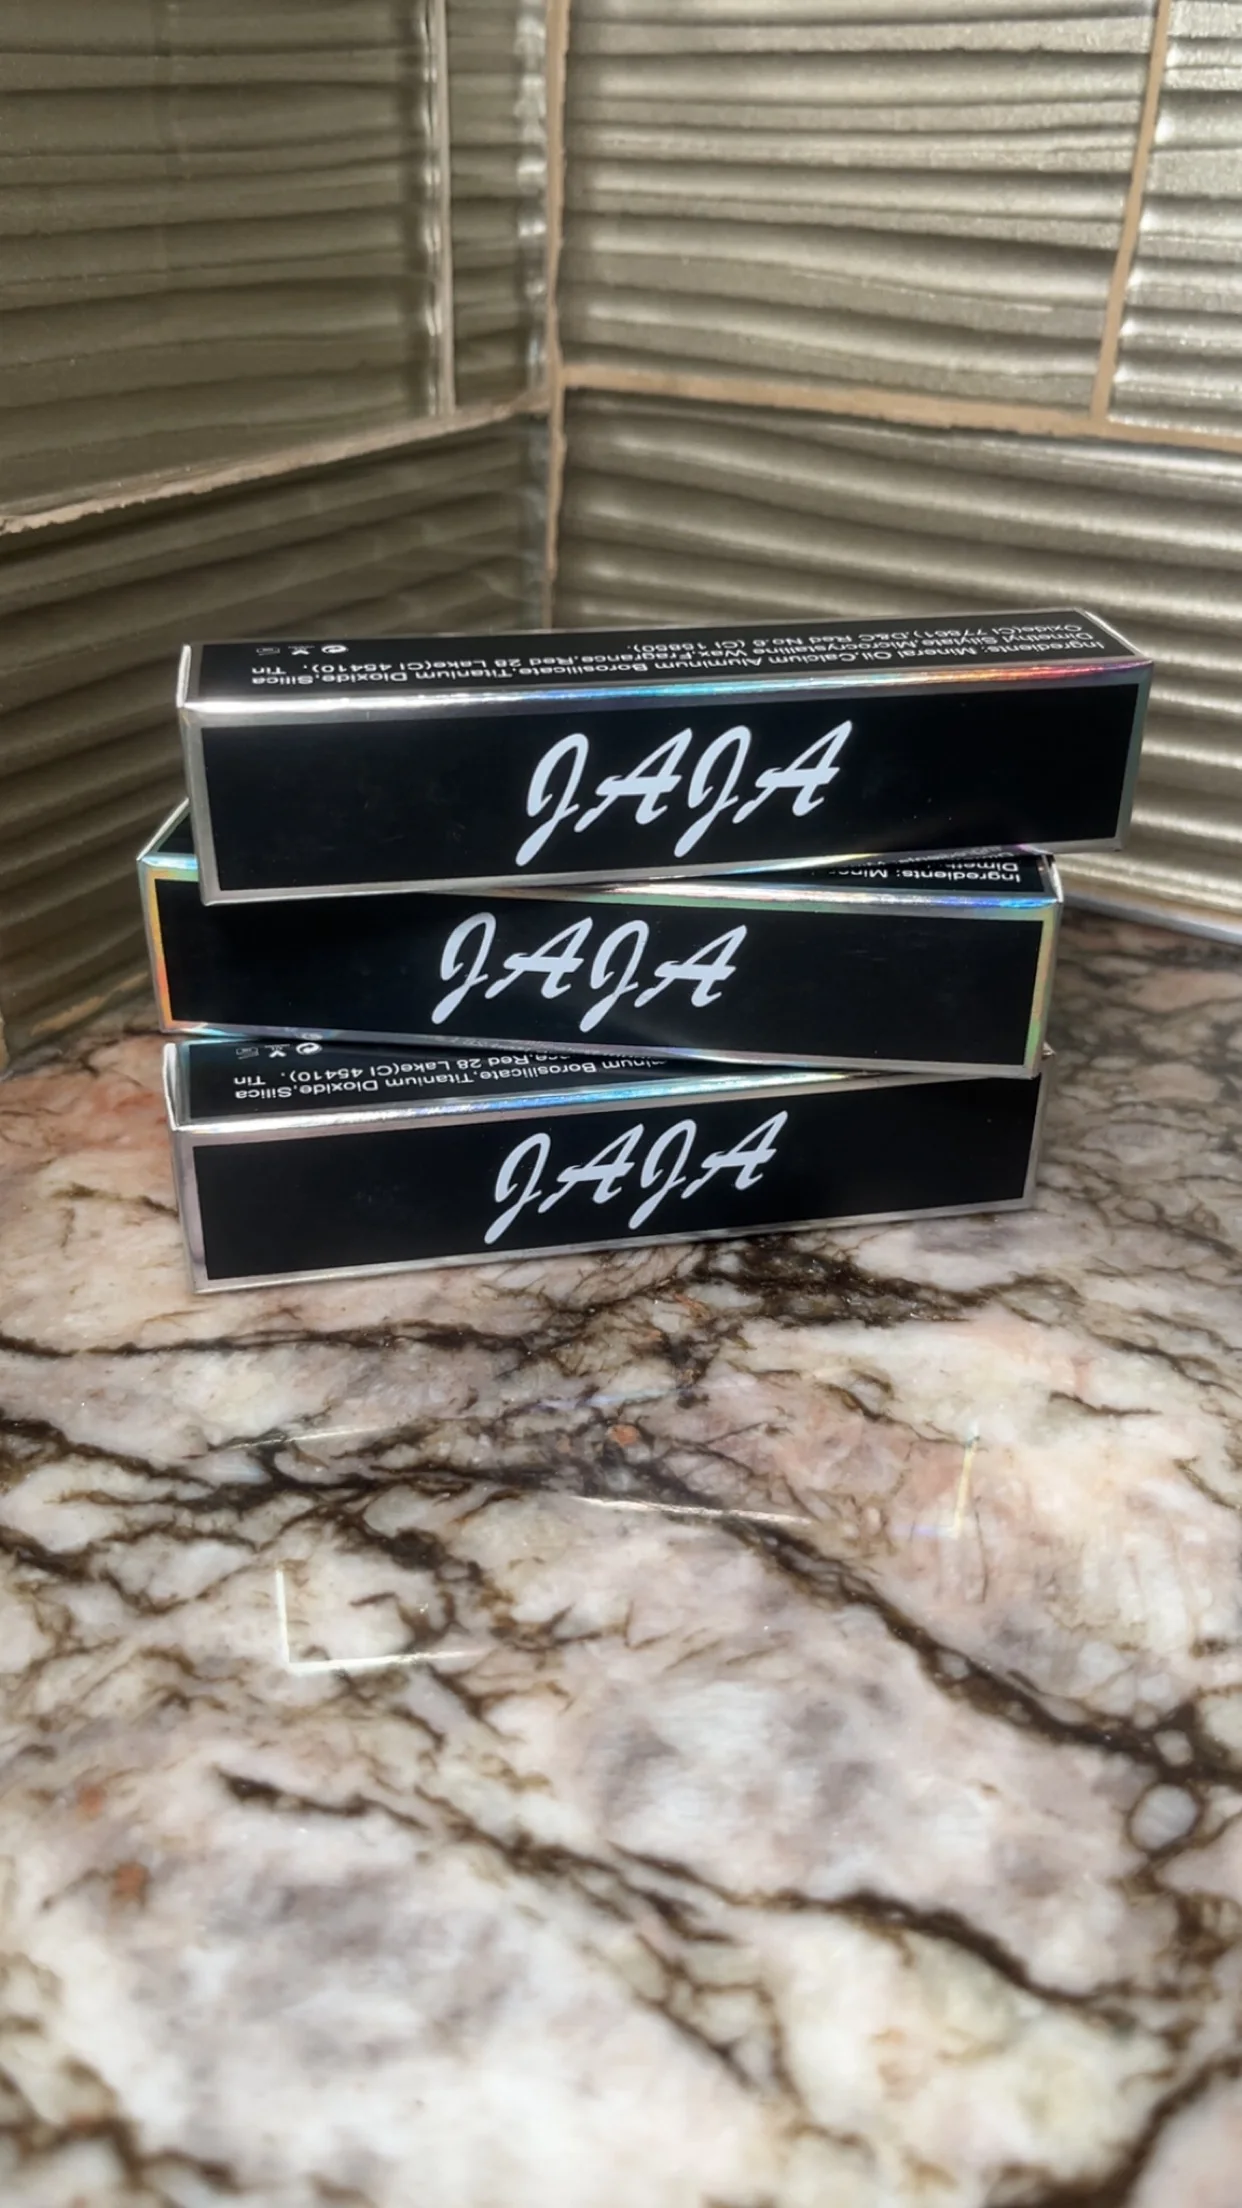 Ingredients: Mineral Oil,Calcium Aluminum Borosilicate,Titanium Dioxide,Silica
Dimethyl Silylate,Microcrystalline Wax,Fragrance,Red 28 Lake(CI 45410), Tin
Oxide(CI 77861),D&C Red No.6 (CI 15850).
JAJA
Ingredients:
JAJA
Borosilicate,Titanium Dioxide,Silica
Red 28 Lake(CI 45410), Tin
JAJA